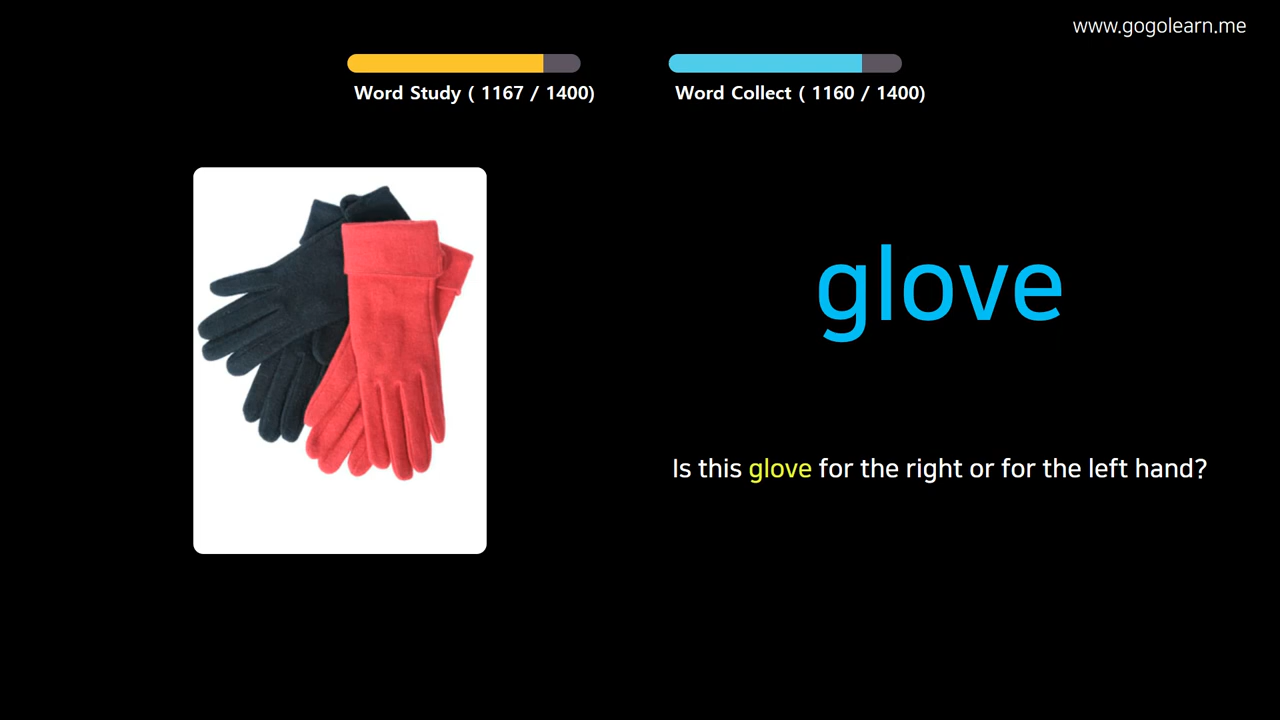 www.gogolearn.me
Word Study ( 1167 / 1400)
Word Collect ( 1160 / 1400)
glove
Is this glove for the right or for the left hand?